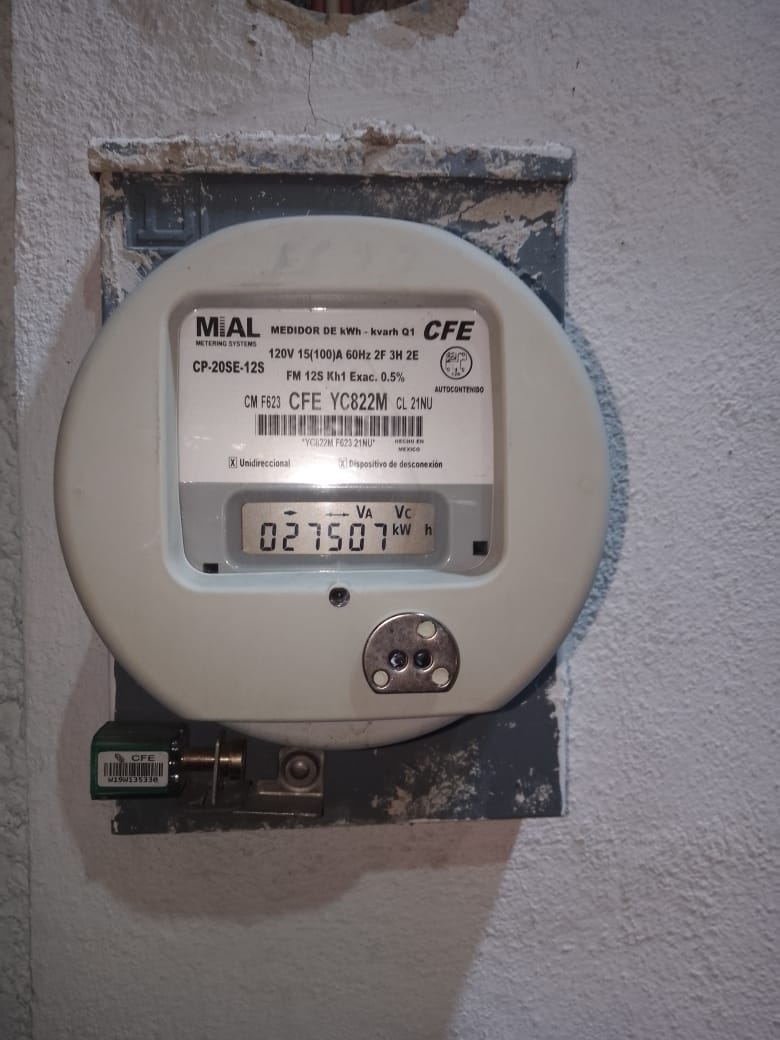 MIAL
METERING SYSTEMS
MEDIDOR DE kWh - kvarh Q1
CFE
120V 15(100)A 60Hz 2F 3H 2E
CP-20SE-12S
FM 12S Kh1 Exac. 0.5%
AUTOCONTENIDO
CM F623 CFE YC822M CL 21NU
*YC822M F623 21NU*
HECHO EN
MEXICO
X Unidireccional X Dispositivo de desconexión
VA VC
027507 kW h
CFE
W19W135330